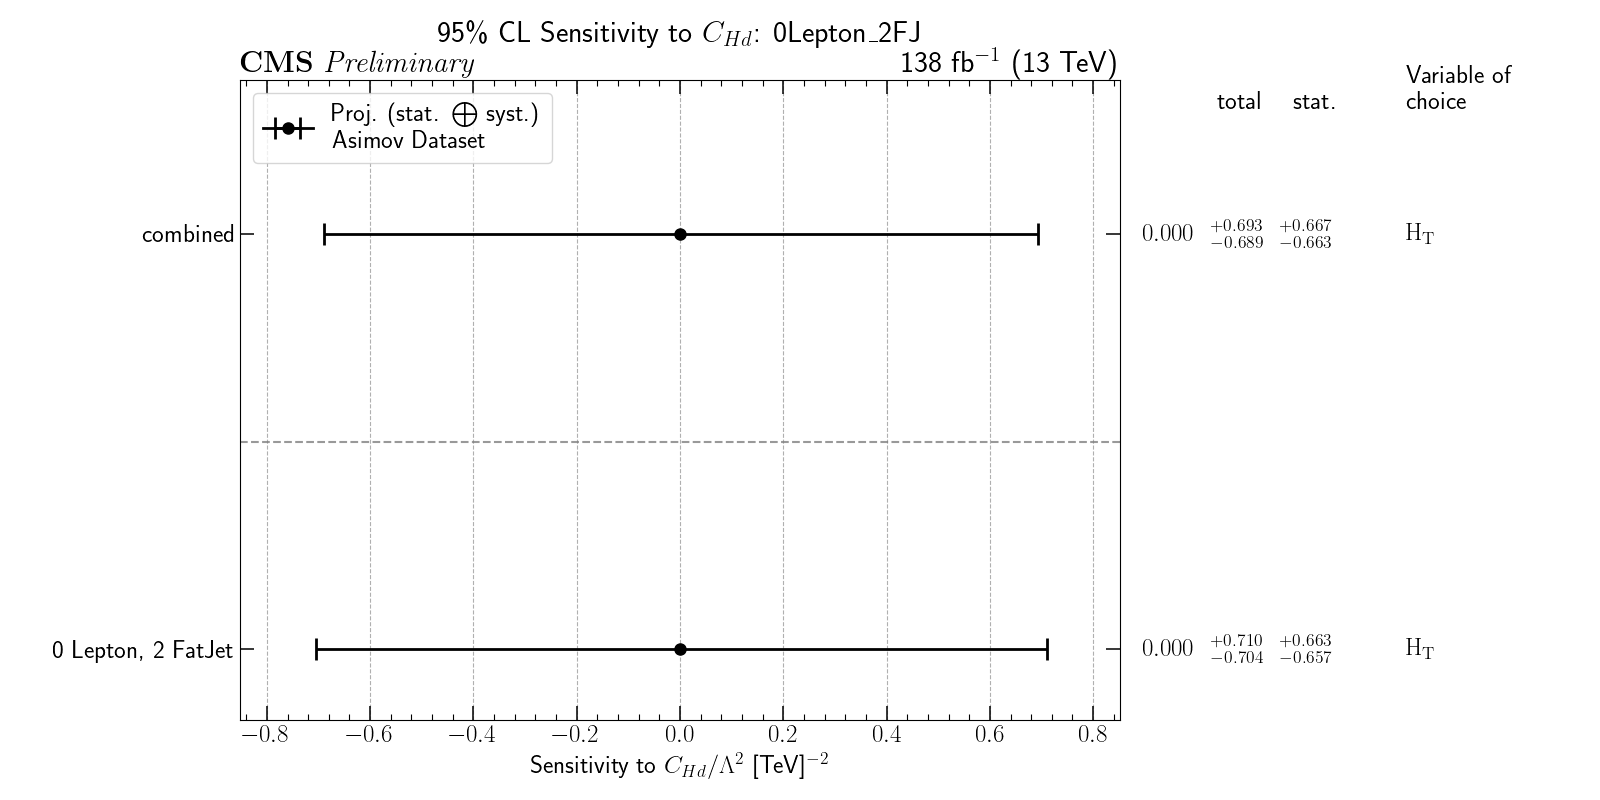 95% CL Sensitivity to C_{Hd}: 0Lepton_2FJ
CMS Preliminary
138 fb^{-1} (13 TeV)
Proj. (stat. ⊕ syst.)
Asimov Dataset
total stat.
Variable of
choice
combined
0.000 +0.693 −0.689 +0.667 −0.663 H_T
0 Lepton, 2 FatJet
0.000 +0.710 −0.704 +0.663 −0.657 H_T
−0.8 −0.6 −0.4 −0.2 0.0 0.2 0.4 0.6 0.8
Sensitivity to C_{Hd}/Λ^2 [TeV]^{−2}